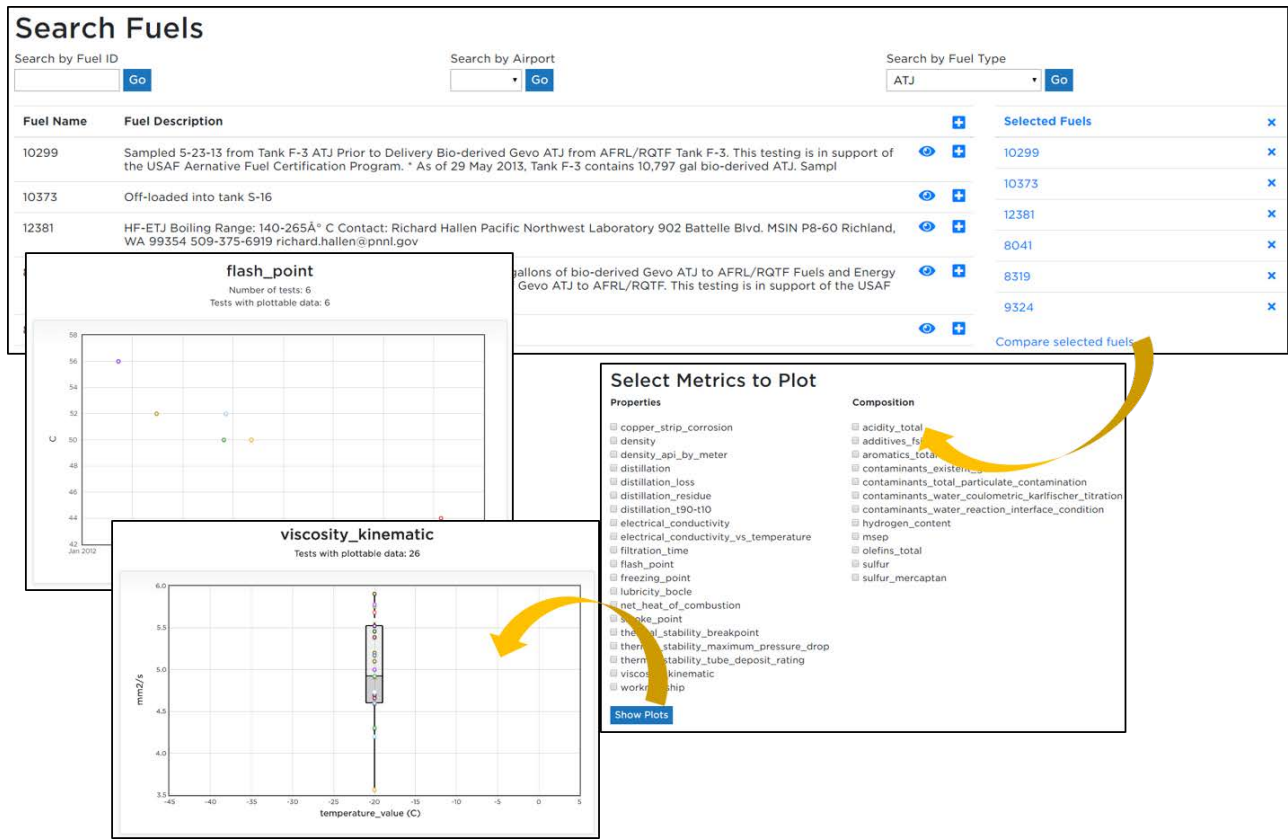 Search Fuels
Search by Fuel ID
Go
Search by Airport
Go
Search by Fuel Type
ATJ
Go
Fuel Name Fuel Description
10299 Sampled 5-23-13 from Tank F-3 ATJ Prior to Delivery Bio-derived Gevo ATJ from AFRL/RQTF Tank F-3. This testing is in support of
the USAF Aernative Fuel Certification Program. * As of 29 May 2013, Tank F-3 contains 10,797 gal bio-derived ATJ. Sampl
10373 Off-loaded into tank S-16
12381 HF-ETJ Boiling Range: 140-265Â° C Contact: Richard Hallen Pacific Northwest Laboratory 902 Battelle Blvd. MSIN P8-60 Richland,
WA 99354 509-375-6919 richard.hallen@pnnl.gov
gallons of bio-derived Gevo ATJ to AFRL/RQTF Fuels and Energy
Gevo ATJ to AFRL/RQTF. This testing is in support of the USAF
Selected Fuels
10299
10373
12381
8041
8319
9324
Compare selected fuels
flash_point
Number of tests: 6
Tests with plottable data: 6
58
56
54
52
50
48
46
44
42
C
Jan 2012
viscosity_kinematic
Tests with plottable data: 26
6.0
5.5
5.0
4.5
4.0
3.5
mm2/s
-45 -40 -35 -30 -25 -20 -15 -10 -5 0 5
temperature_value (C)
Select Metrics to Plot
Properties
copper_strip_corrosion
density
density_api_by_meter
distillation
distillation_loss
distillation_residue
distillation_t90-t10
electrical_conductivity
electrical_conductivity_vs_temperature
filtration_time
flash_point
freezing_point
lubricity_bocle
net_heat_of_combustion
smoke_point
thermal_stability_breakpoint
thermal_stability_maximum_pressure_drop
thermal_stability_tube_deposit_rating
viscosity_kinematic
workmanship
Show Plots
Composition
acidity_total
additives_fsii
aromatics_total
contaminants_existent_g
contaminants_total_particulate_contamination
contaminants_water_coulometric_karlfischer_titration
contaminants_water_reaction_interface_condition
hydrogen_content
msep
olefins_total
sulfur
sulfur_mercaptan